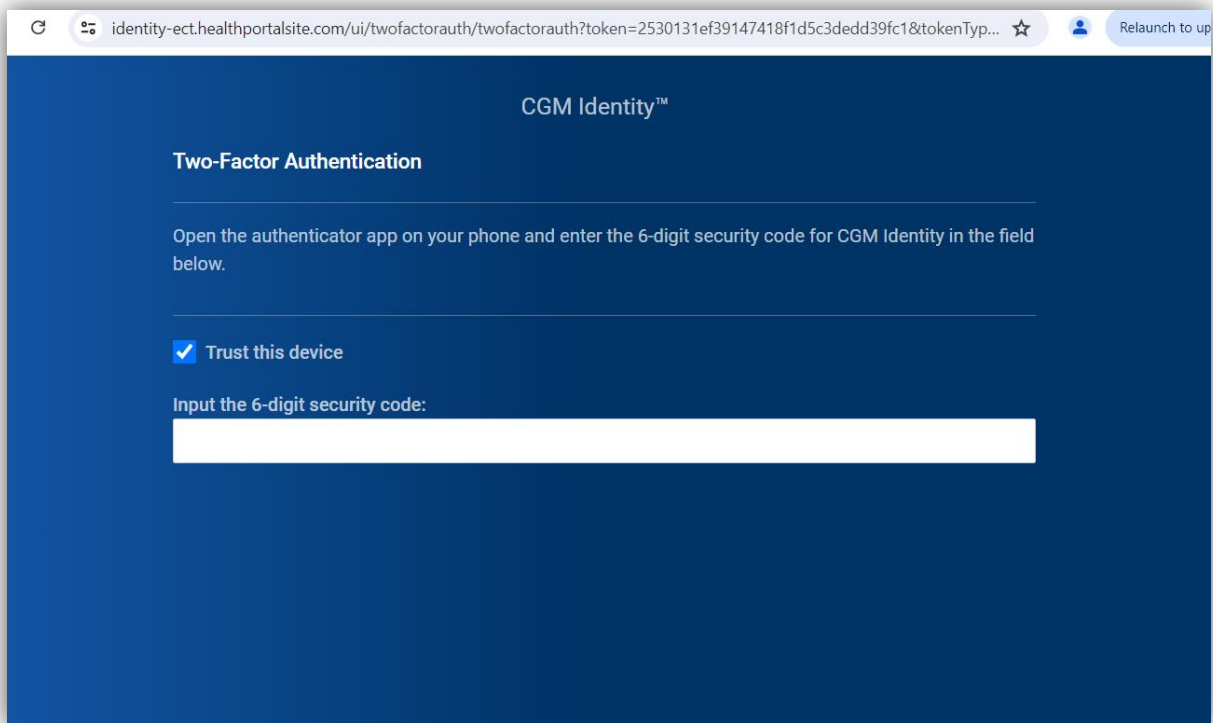 identity-ect.healthportalsite.com/ui/twofactorauth/twofactorauth?token=2530131ef39147418f1d5c3dedd39fc1&tokenTyp...
Relaunch to up
CGM Identity™
Two-Factor Authentication
Open the authenticator app on your phone and enter the 6-digit security code for CGM Identity in the field
below.
Trust this device
Input the 6-digit security code: